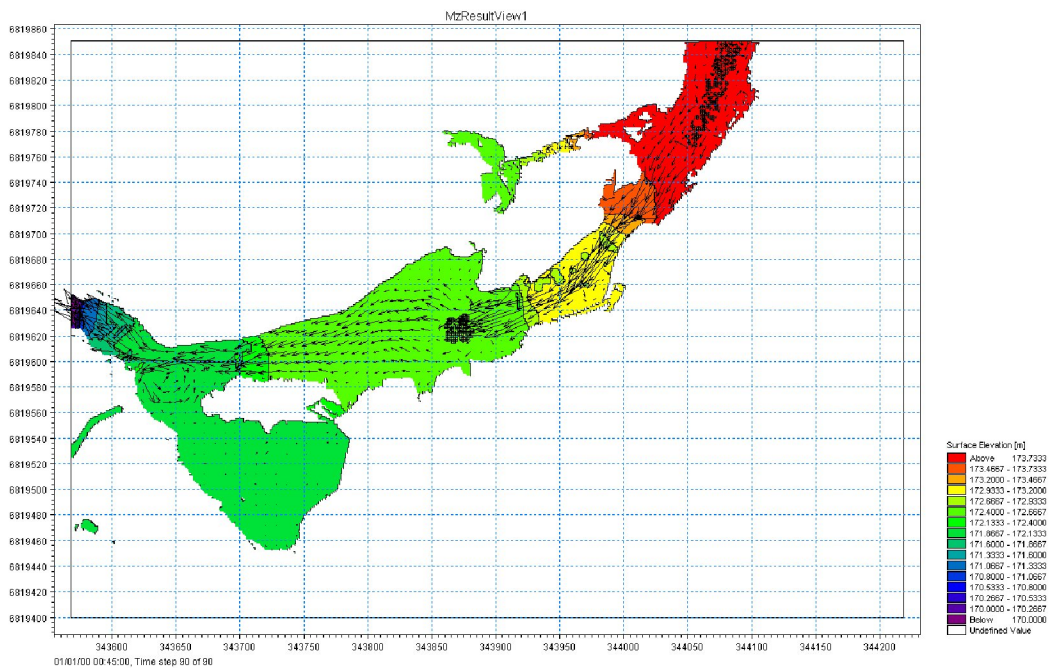 MzResultView1
6819860
6819840
6819820
6819800
6819780
6819760
6819740
6819720
6819700
6819680
6819660
6819640
6819620
6819600
6819580
6819560
6819540
6819520
6819500
6819480
6819460
6819440
6819420
6819400
343600 343650 343700 343750 343800 343850 343900 343950 344000 344050 344100 344150 344200
01/01/00 00:45:00, Time step 90 of 90
Surface Elevation [m]
Above 173.7333
173.4667 - 173.7333
173.2000 - 173.4667
172.9333 - 173.2000
172.6667 - 172.9333
172.4000 - 172.6667
172.1333 - 172.4000
171.8667 - 172.1333
171.6000 - 171.8667
171.3333 - 171.6000
171.0667 - 171.3333
170.8000 - 171.0667
170.5333 - 170.8000
170.2667 - 170.5333
170.0000 - 170.2667
Below 170.0000
Undefined Value